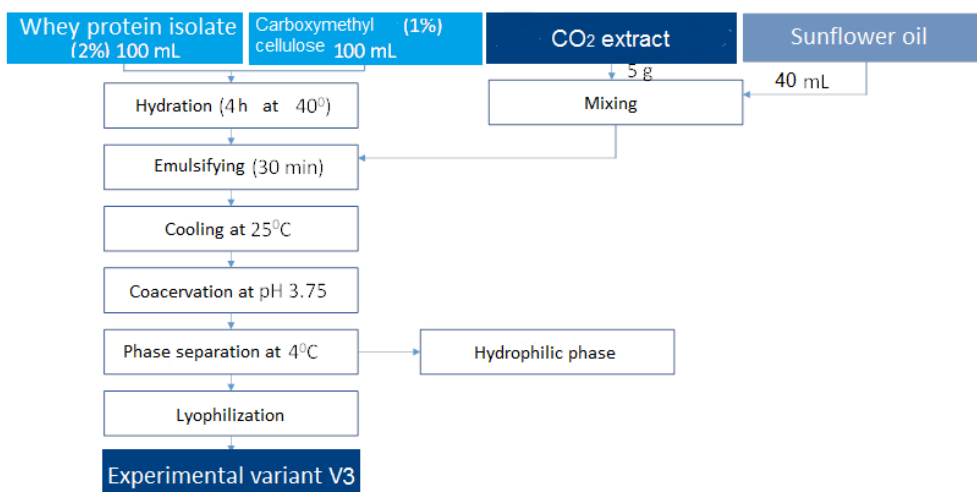 Whey protein isolate
(2%) 100 mL
Carboxymethyl (1%)
cellulose 100 mL
CO₂ extract
Sunflower oil
5 g
40 mL
Hydration (4h at 40⁰)
Mixing
Emulsifying (30 min)
Cooling at 25⁰C
Coacervation at pH 3.75
Phase separation at 4⁰C
Hydrophilic phase
Lyophilization
Experimental variant V3